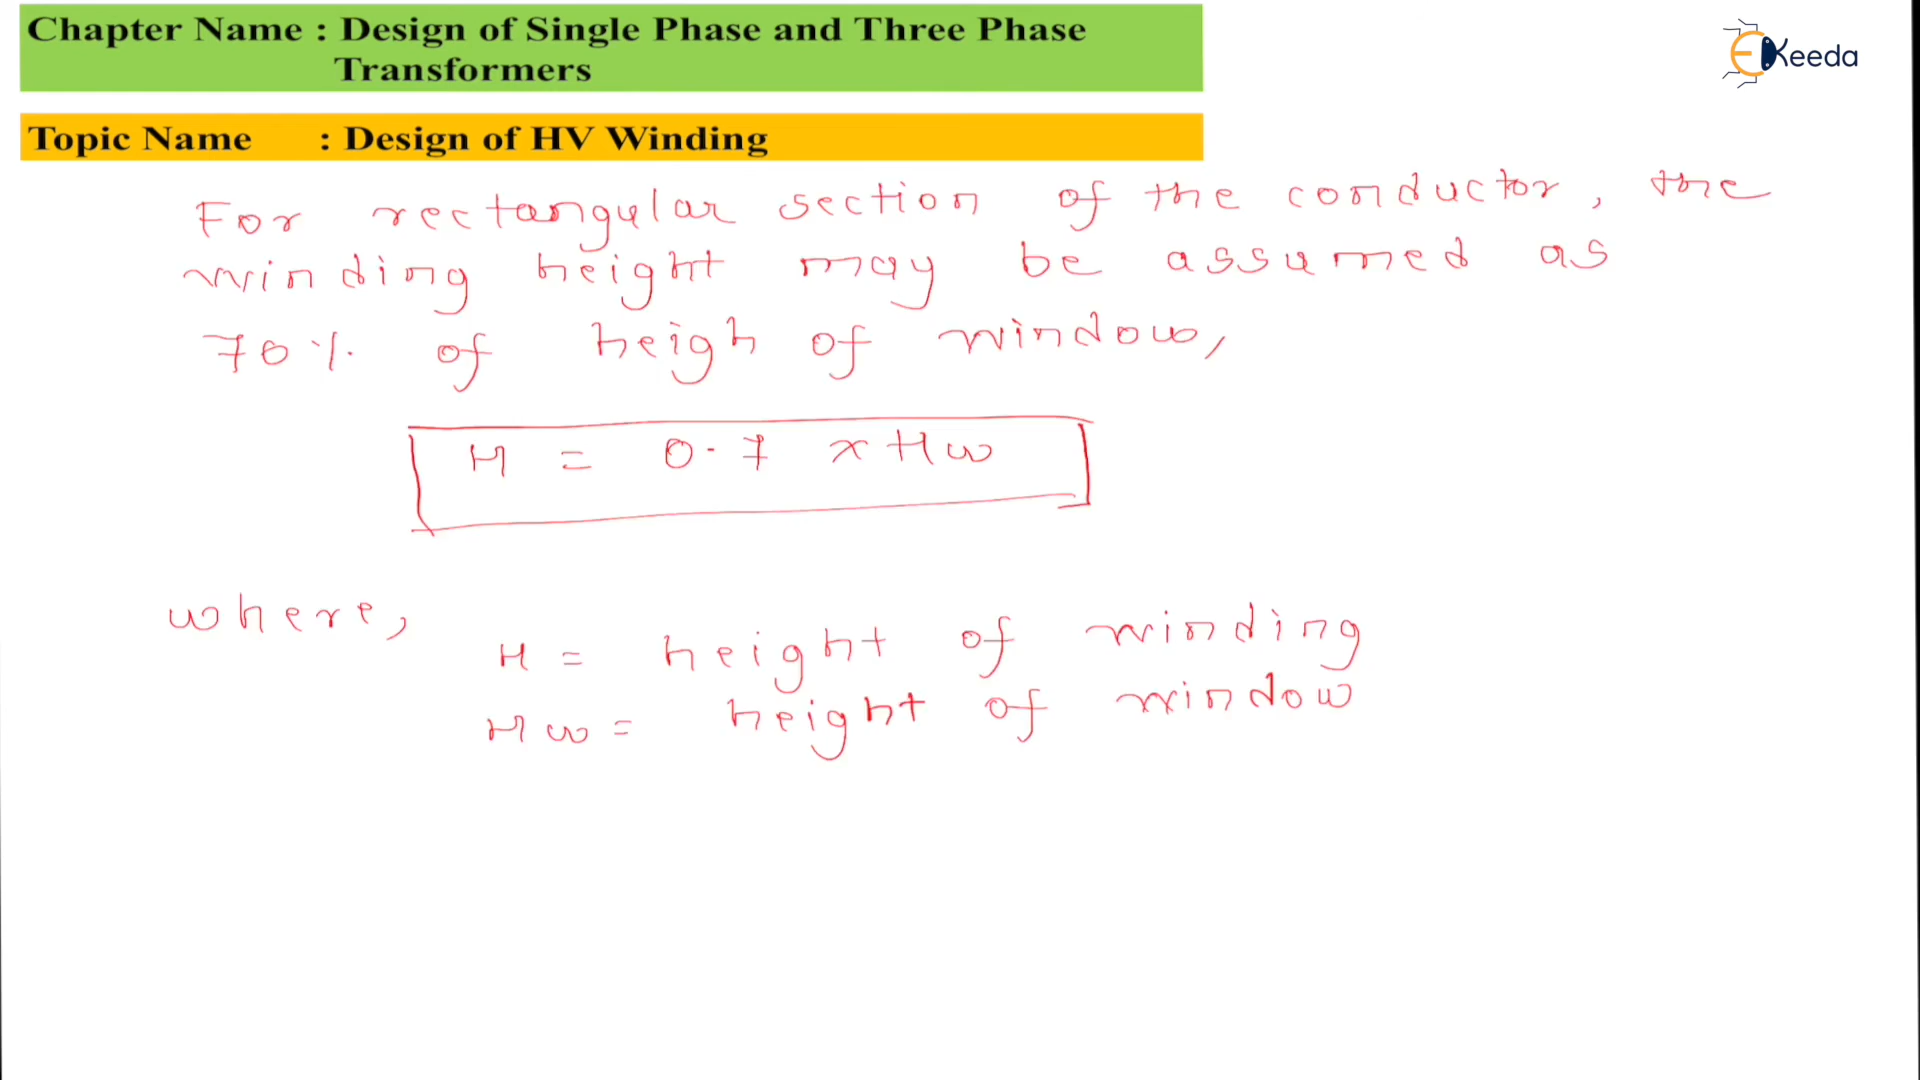 Chapter Name : Design of Single Phase and Three Phase
Transformers
EKeeda
Topic Name : Design of HV Winding
For rectangular section of the conductor, the
winding height may be assumed as
70% of heigh of window,
H = 0.7 x Hw
where,
H = height of winding
Hw = height of window